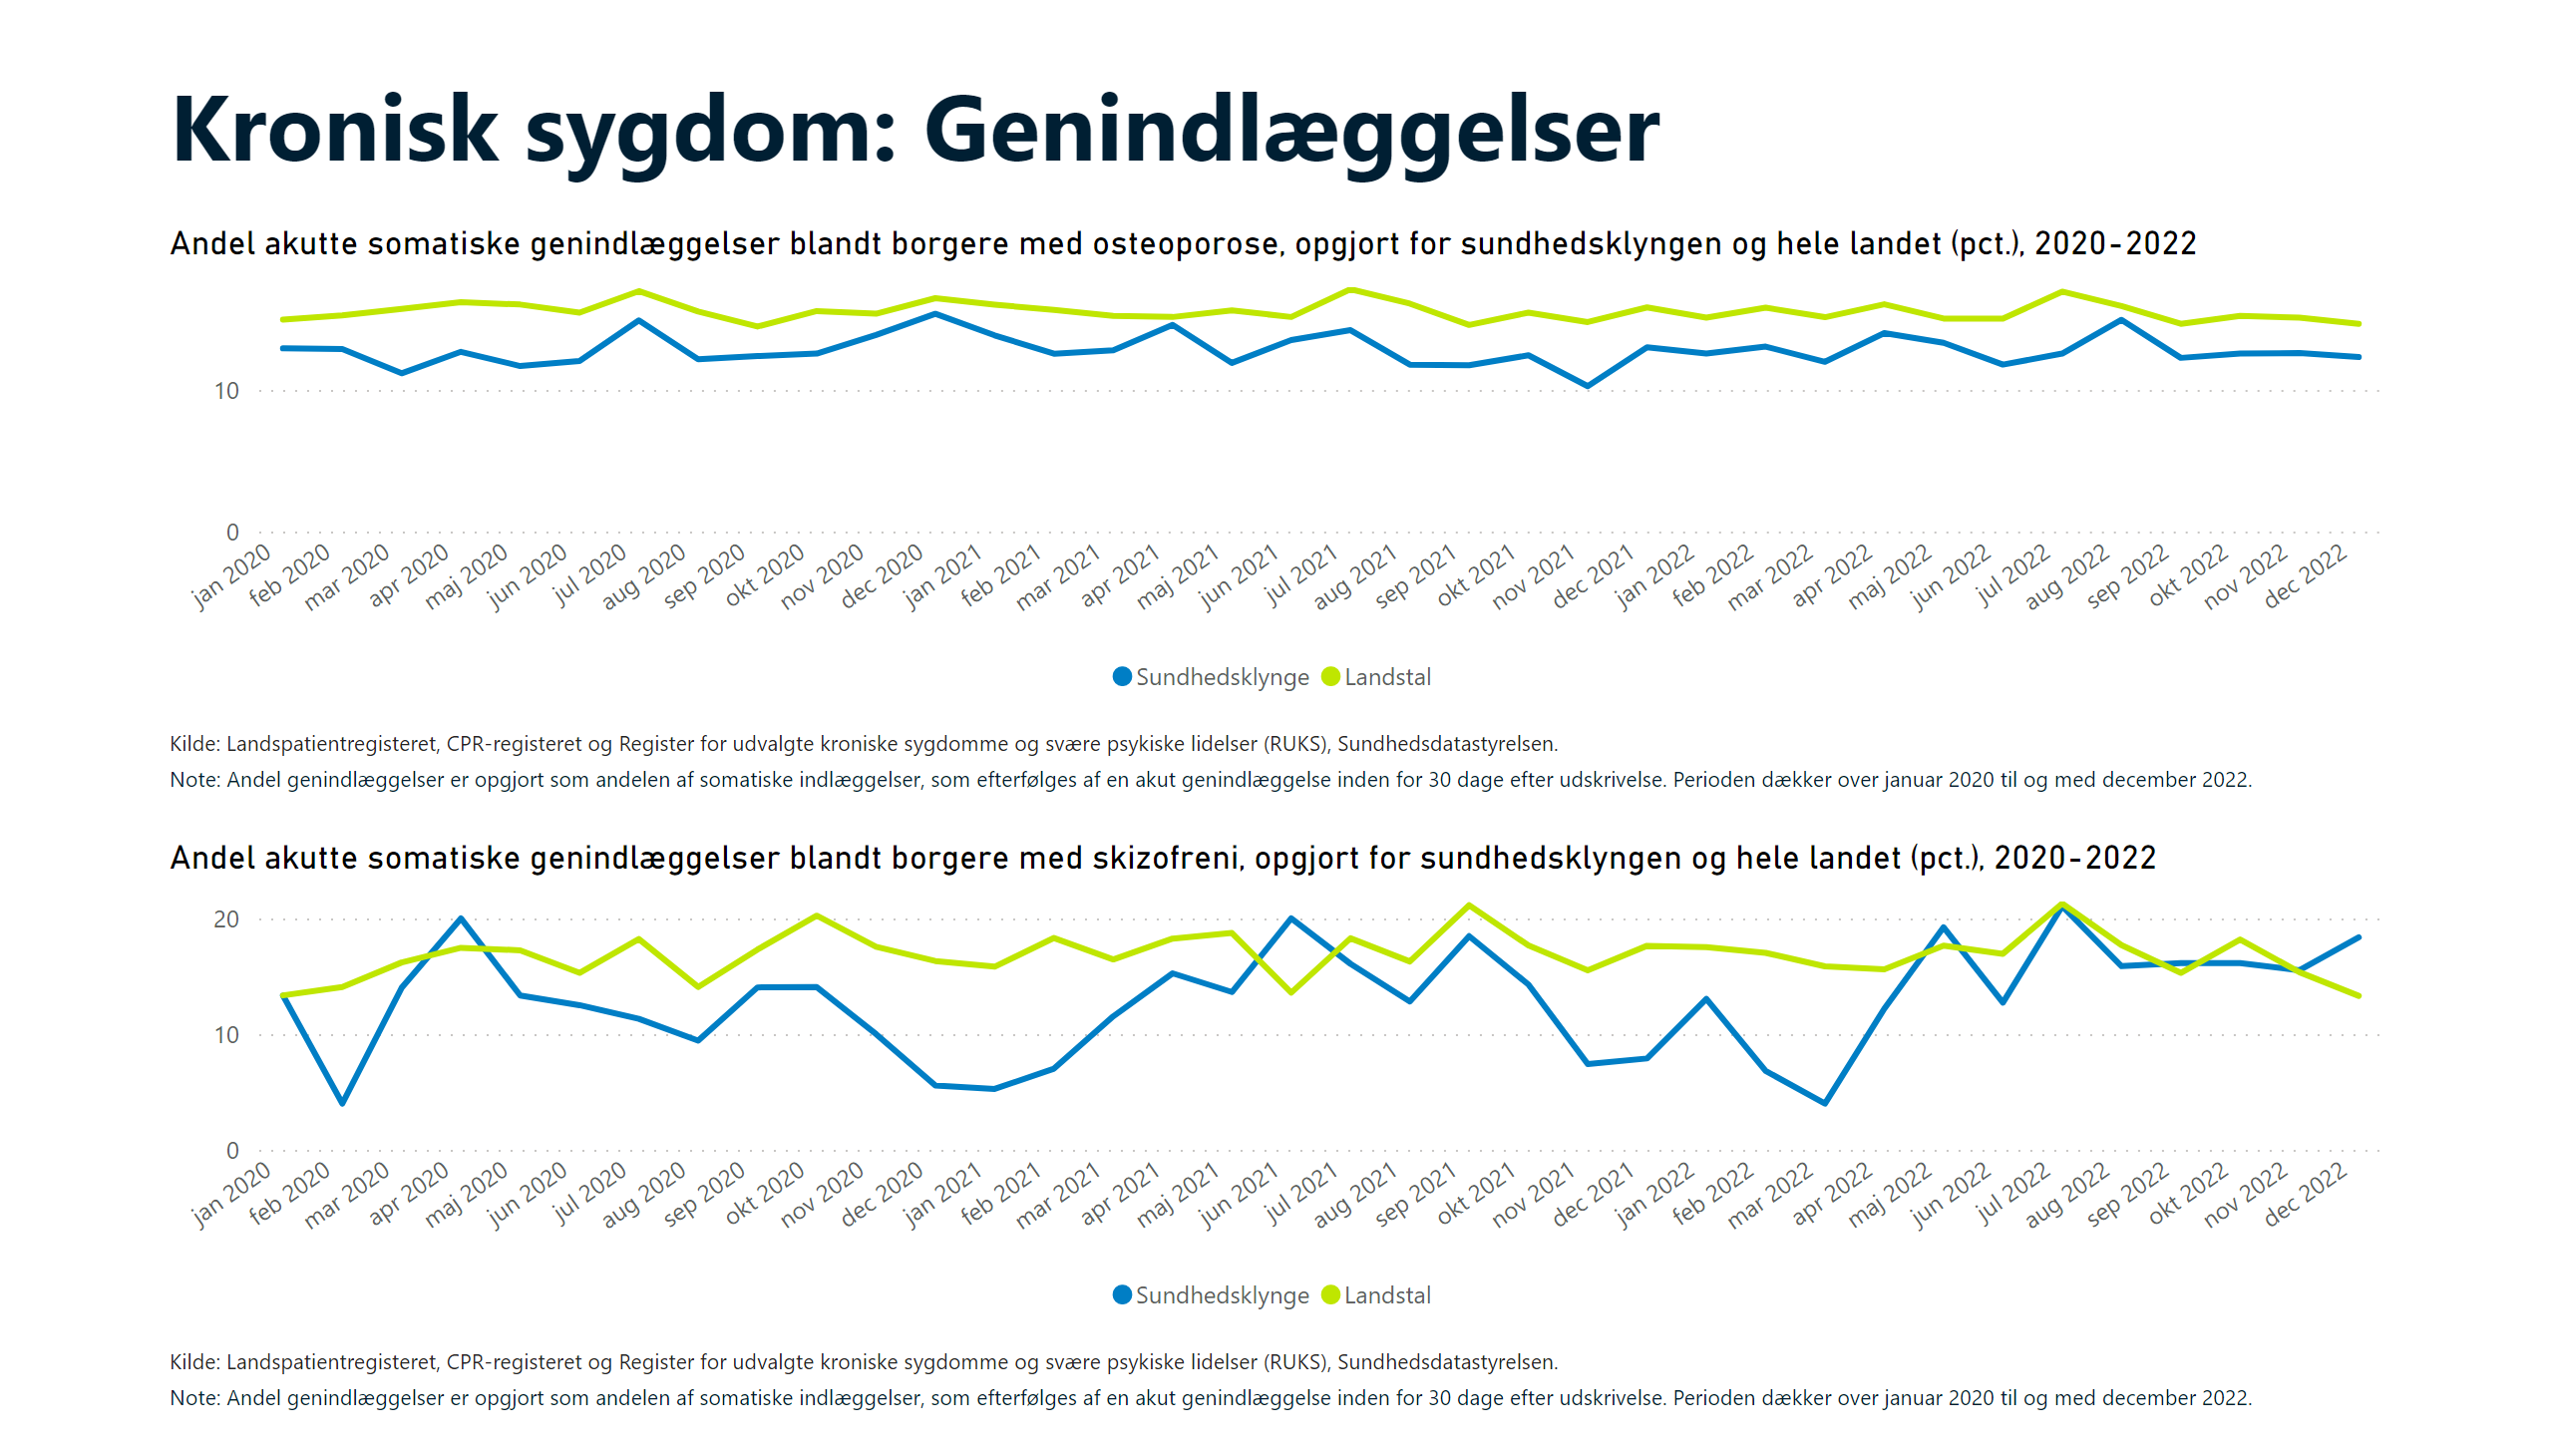 Kronisk sygdom: Genindlæggelser
Andel akutte somatiske genindlæggelser blandt borgere med osteoporose, opgjort for sundhedsklyngen og hele landet (pct.), 2020-2022
10
0
jan 2020 feb 2020 mar 2020 apr 2020 maj 2020 jun 2020 jul 2020 aug 2020 sep 2020 okt 2020 nov 2020 dec 2020 jan 2021 feb 2021 mar 2021 apr 2021 maj 2021 jun 2021 jul 2021 aug 2021 sep 2021 okt 2021 nov 2021 dec 2021 jan 2022 feb 2022 mar 2022 apr 2022 maj 2022 jun 2022 jul 2022 aug 2022 sep 2022 okt 2022 nov 2022 dec 2022
Sundhedsklynge Landstal
Kilde: Landspatientregisteret, CPR-registeret og Register for udvalgte kroniske sygdomme og svære psykiske lidelser (RUKS), Sundhedsdatastyrelsen.
Note: Andel genindlæggelser er opgjort som andelen af somatiske indlæggelser, som efterfølges af en akut genindlæggelse inden for 30 dage efter udskrivelse. Perioden dækker over januar 2020 til og med december 2022.
Andel akutte somatiske genindlæggelser blandt borgere med skizofreni, opgjort for sundhedsklyngen og hele landet (pct.), 2020-2022
20
10
0
jan 2020 feb 2020 mar 2020 apr 2020 maj 2020 jun 2020 jul 2020 aug 2020 sep 2020 okt 2020 nov 2020 dec 2020 jan 2021 feb 2021 mar 2021 apr 2021 maj 2021 jun 2021 jul 2021 aug 2021 sep 2021 okt 2021 nov 2021 dec 2021 jan 2022 feb 2022 mar 2022 apr 2022 maj 2022 jun 2022 jul 2022 aug 2022 sep 2022 okt 2022 nov 2022 dec 2022
Sundhedsklynge Landstal
Kilde: Landspatientregisteret, CPR-registeret og Register for udvalgte kroniske sygdomme og svære psykiske lidelser (RUKS), Sundhedsdatastyrelsen.
Note: Andel genindlæggelser er opgjort som andelen af somatiske indlæggelser, som efterfølges af en akut genindlæggelse inden for 30 dage efter udskrivelse. Perioden dækker over januar 2020 til og med december 2022.